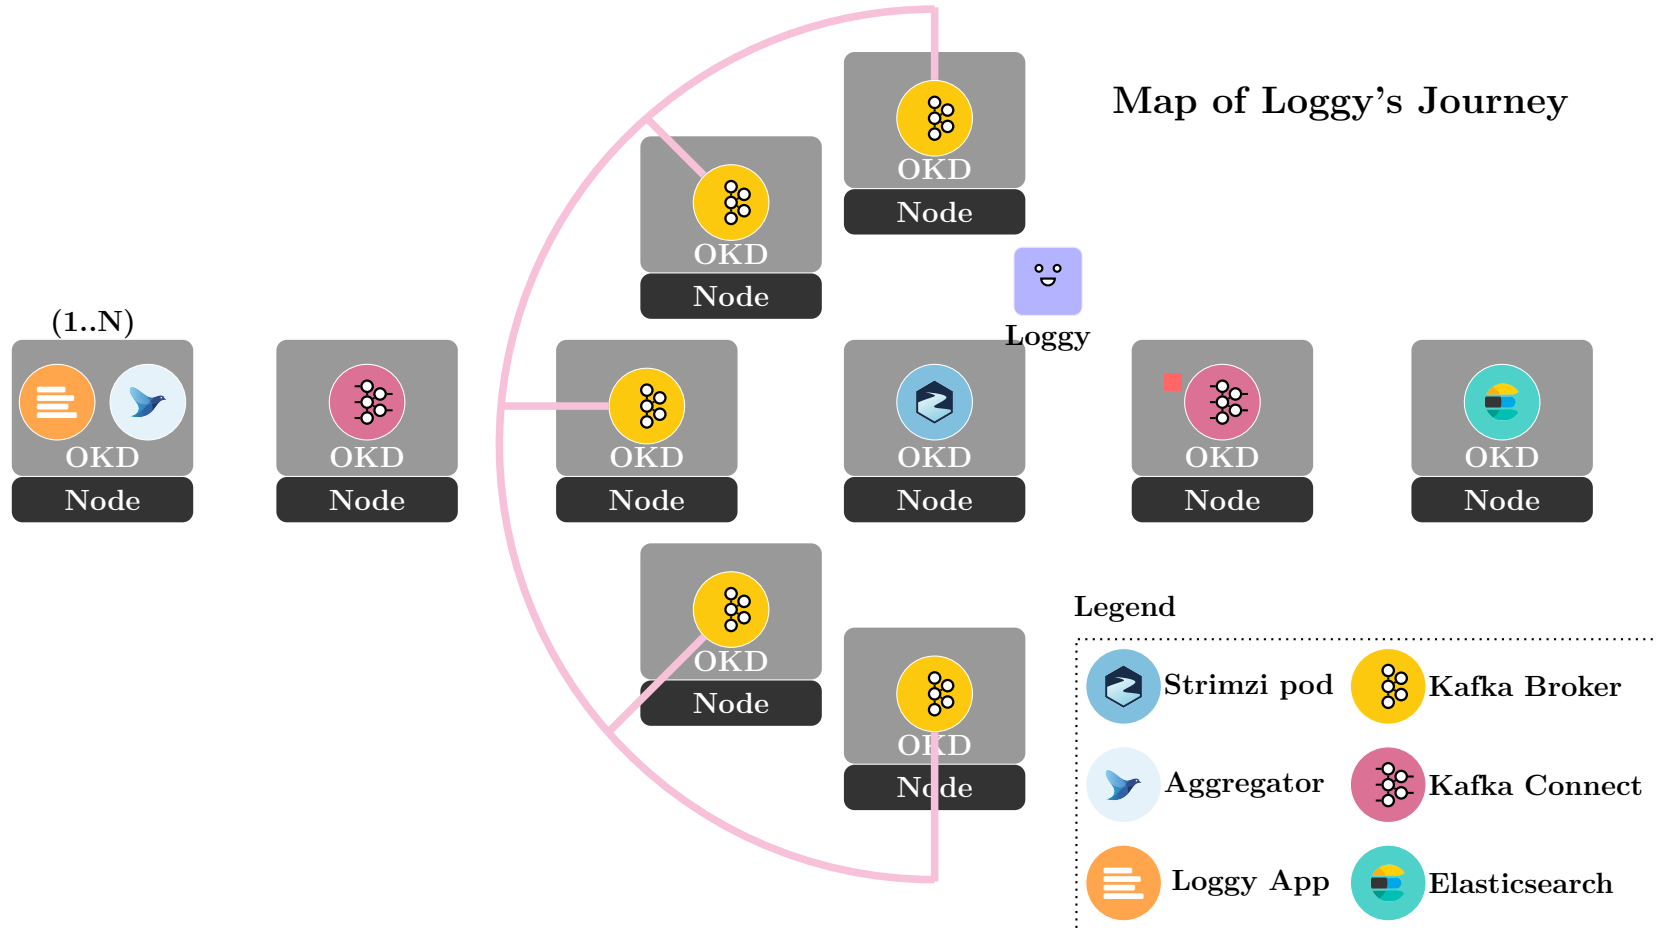 Map of Loggy's Journey
OKD
Node
OKD
Node
Loggy
(1..N)
OKD
Node
OKD
Node
OKD
Node
OKD
Node
OKD
Node
OKD
Node
OKD
Node
OKD
Node
Legend
Strimzi pod
Kafka Broker
Aggregator
Kafka Connect
Loggy App
Elasticsearch